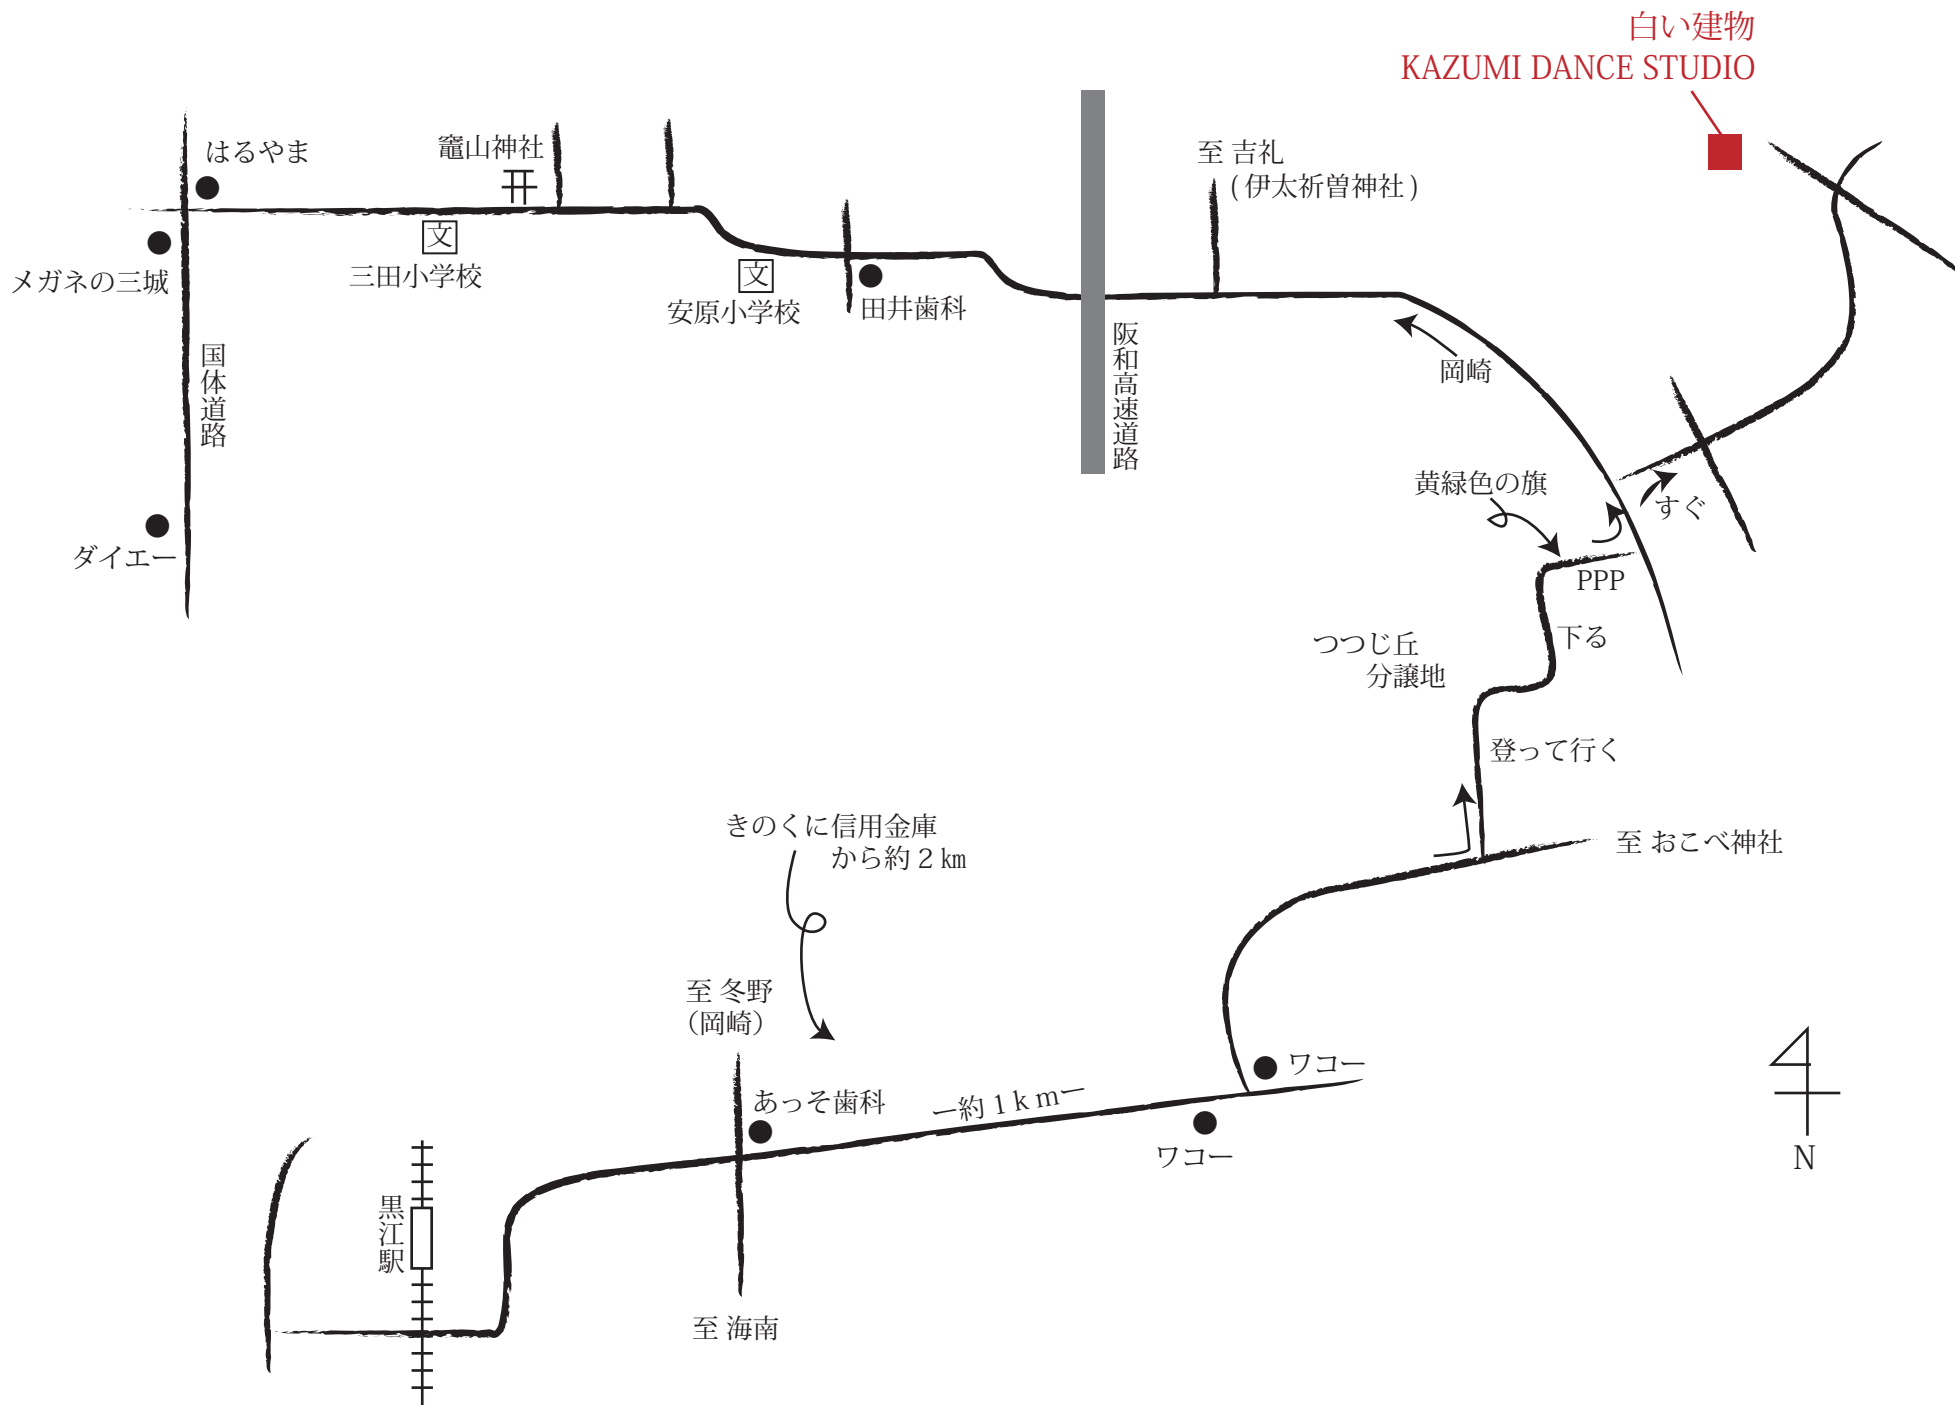 白い建物
KAZUMI DANCE STUDIO
はるやま
竈山神社
至 吉礼
(伊太祈曽神社)
文
三田小学校
メガネの三城
文
安原小学校
田井歯科
国体道路
阪和高速道路
岡崎
黄緑色の旗
すぐ
ダイエー
PPP
つつじ丘
分譲地
下る
登って行く
きのくに信用金庫
から約 2 ㎞
至 おこべ神社
至 冬野
（岡崎）
あっそ歯科
ー約 1 k m ー
ワコー
ワコー
N
黒江駅
至 海南